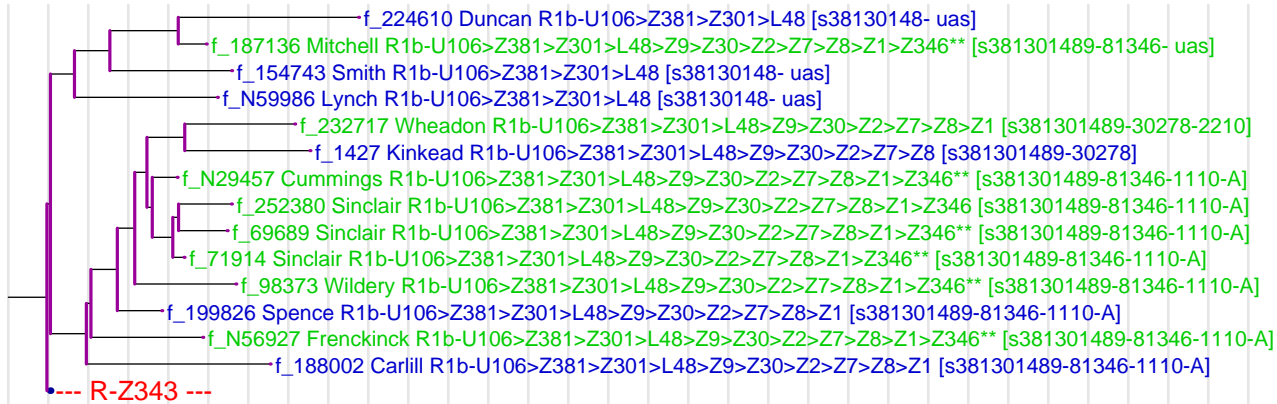 f_224610 Duncan R1b-U106>Z381>Z301>L48 [s38130148- uas]
f_187136 Mitchell R1b-U106>Z381>Z301>L48>Z9>Z30>Z2>Z7>Z8>Z1>Z346** [s381301489-81346- uas]
f_154743 Smith R1b-U106>Z381>Z301>L48 [s38130148- uas]
f_N59986 Lynch R1b-U106>Z381>Z301>L48 [s38130148- uas]
f_232717 Wheadon R1b-U106>Z381>Z301>L48>Z9>Z30>Z2>Z7>Z8>Z1 [s381301489-30278-2210]
f_1427 Kinkead R1b-U106>Z381>Z301>L48>Z9>Z30>Z2>Z7>Z8 [s381301489-30278]
f_N29457 Cummings R1b-U106>Z381>Z301>L48>Z9>Z30>Z2>Z7>Z8>Z1>Z346** [s381301489-81346-1110-A]
f_252380 Sinclair R1b-U106>Z381>Z301>L48>Z9>Z30>Z2>Z7>Z8>Z1>Z346 [s381301489-81346-1110-A]
f_69689 Sinclair R1b-U106>Z381>Z301>L48>Z9>Z30>Z2>Z7>Z8>Z1>Z346** [s381301489-81346-1110-A]
f_71914 Sinclair R1b-U106>Z381>Z301>L48>Z9>Z30>Z2>Z7>Z8>Z1>Z346** [s381301489-81346-1110-A]
f_98373 Wildery R1b-U106>Z381>Z301>L48>Z9>Z30>Z2>Z7>Z8>Z1>Z346** [s381301489-81346-1110-A]
f_199826 Spence R1b-U106>Z381>Z301>L48>Z9>Z30>Z2>Z7>Z8>Z1 [s381301489-81346-1110-A]
f_N56927 Frenckinck R1b-U106>Z381>Z301>L48>Z9>Z30>Z2>Z7>Z8>Z1>Z346** [s381301489-81346-1110-A]
f_188002 Carlill R1b-U106>Z381>Z301>L48>Z9>Z30>Z2>Z7>Z8>Z1 [s381301489-81346-1110-A]
--- R-Z343 ---